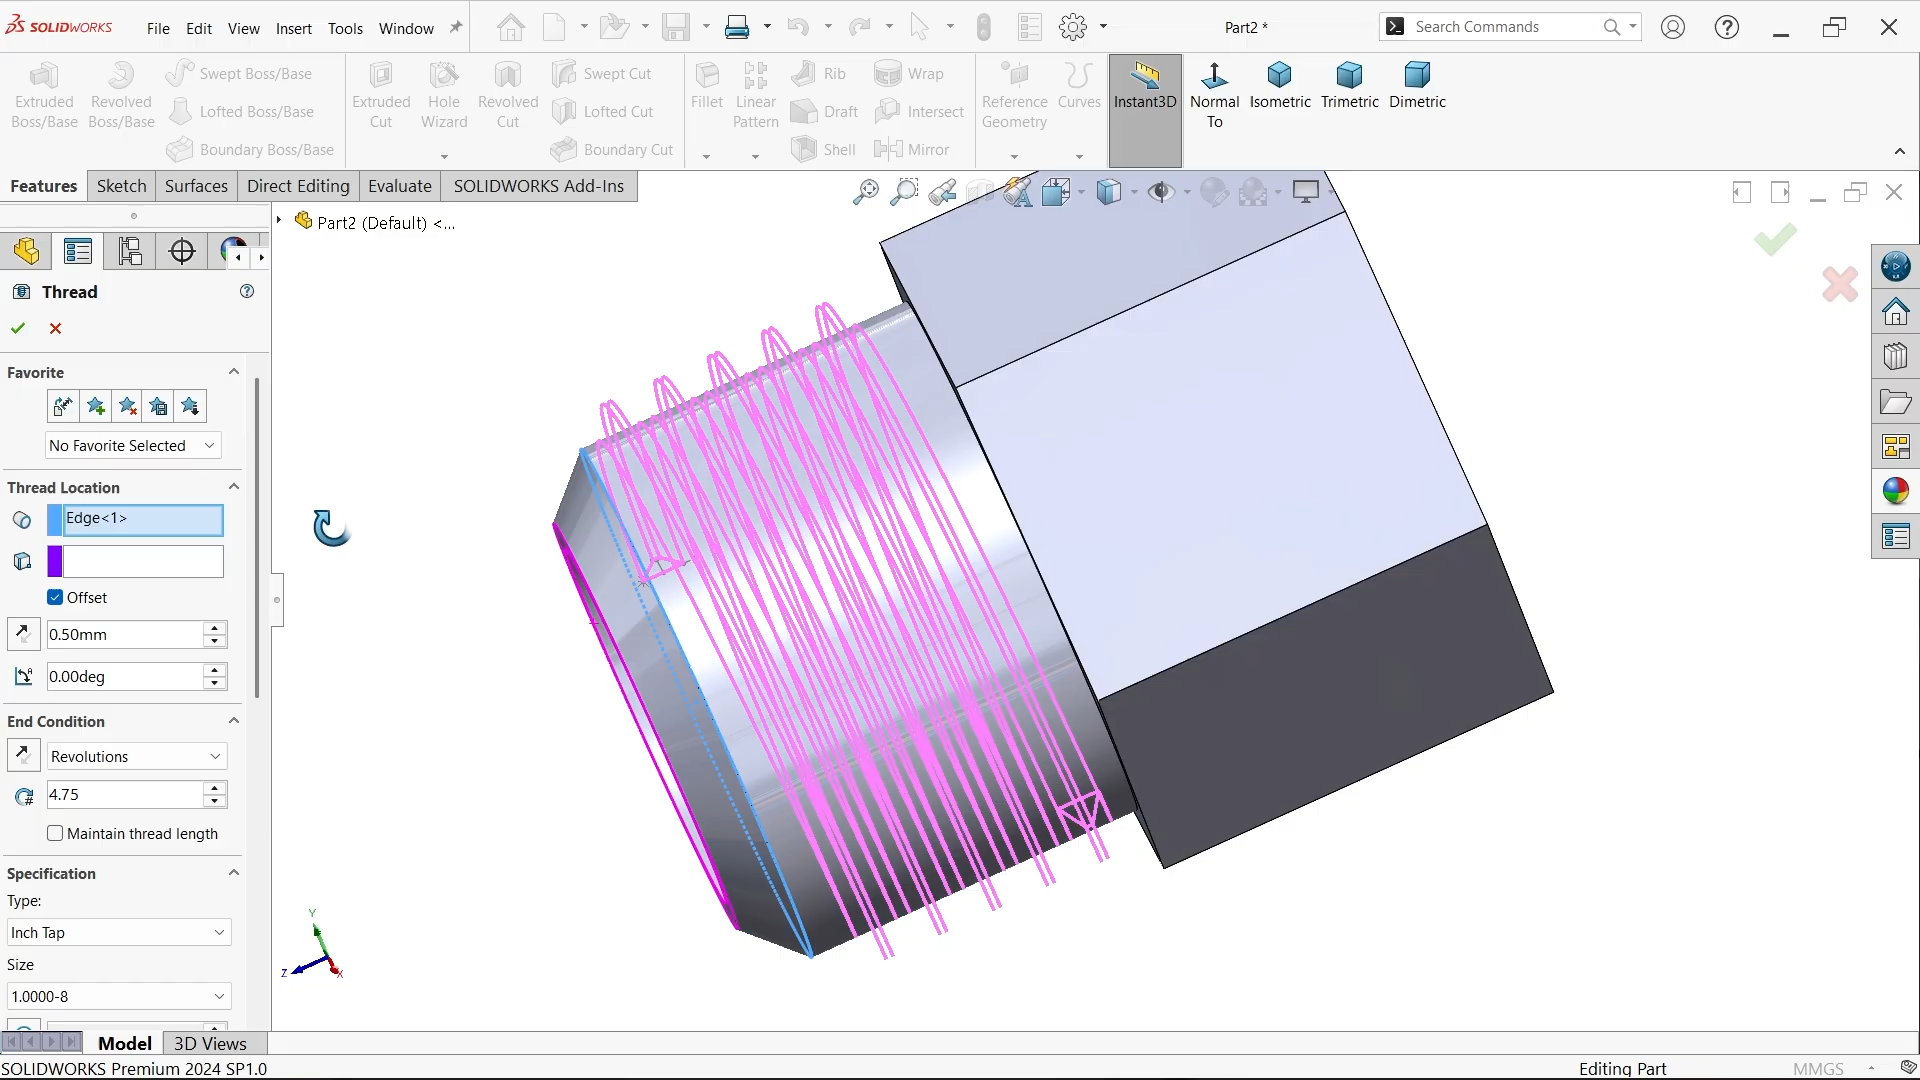 SOLIDWORKS File Edit View Insert Tools Window Part2 * Search Commands
Extruded Boss/Base
Revolved Boss/Base
Swept Boss/Base
Lofted Boss/Base
Boundary Boss/Base
Extruded Cut
Hole Wizard
Revolved Cut
Swept Cut
Lofted Cut
Boundary Cut
Fillet
Linear Pattern
Rib
Draft
Shell
Wrap
Intersect
Mirror
Reference Geometry
Curves
Instant3D
Normal To
Isometric
Trimetric
Dimetric
Features Sketch Surfaces Direct Editing Evaluate SOLIDWORKS Add-Ins
Part2 (Default) <...
Thread
Favorite
No Favorite Selected
Thread Location
Edge<1>
Offset
0.50mm
0.00deg
End Condition
Revolutions
4.75
Maintain thread length
Specification
Type:
Inch Tap
Size
1.0000-8
Y
Z
X
Model 3D Views
SOLIDWORKS Premium 2024 SP1.0 Editing Part MMGS